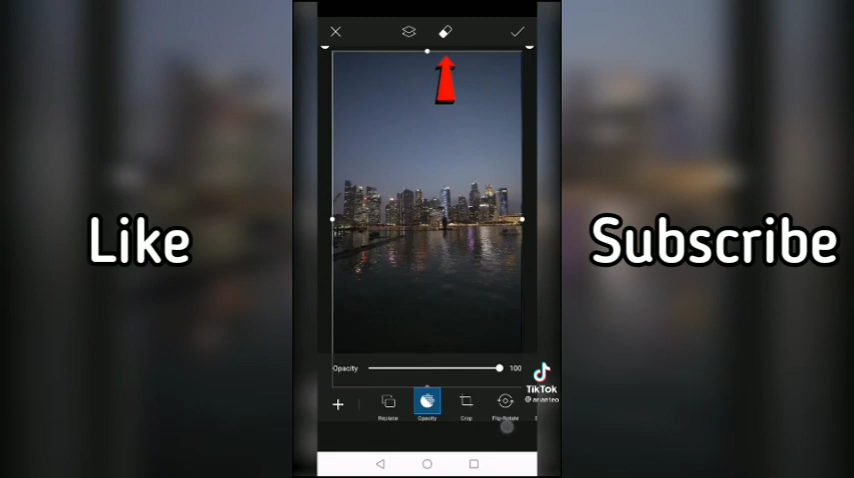 Like
Subscribe
Opacity
100
TikTok
Replace
Opacity
Crop
Flip/Rotate